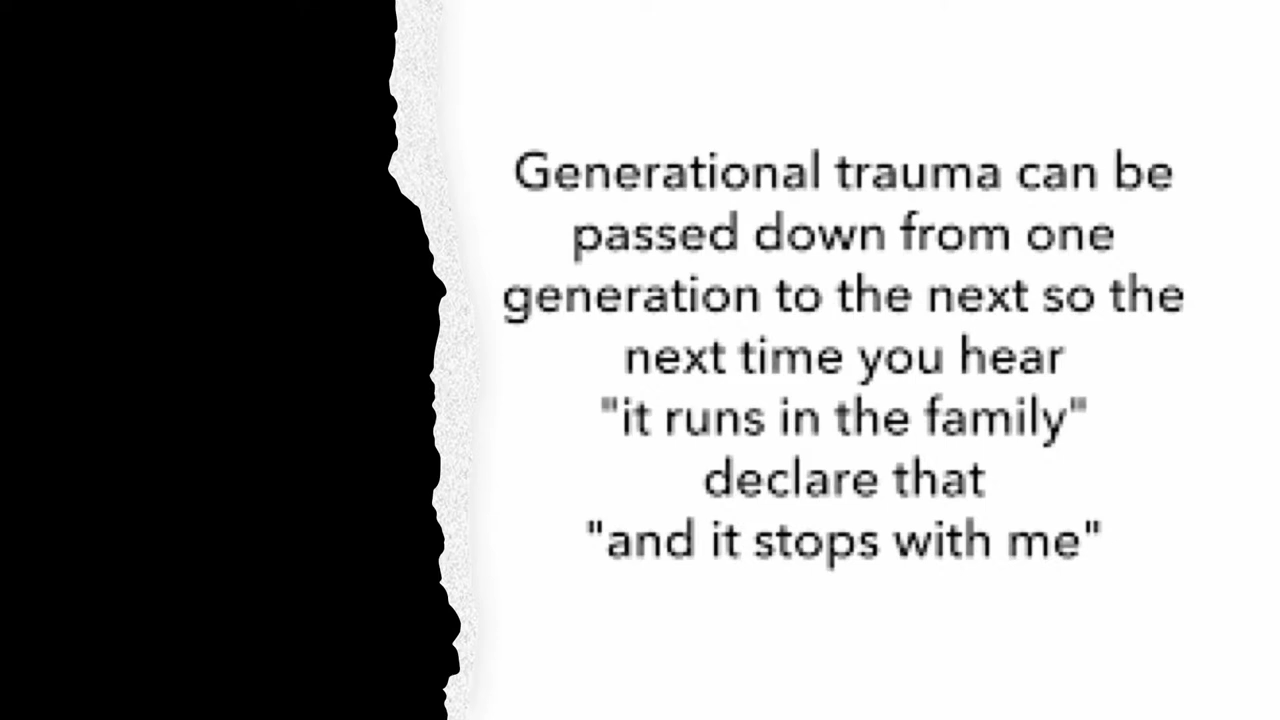 Generational trauma can be
passed down from one
generation to the next so the
next time you hear
"it runs in the family"
declare that
"and it stops with me"